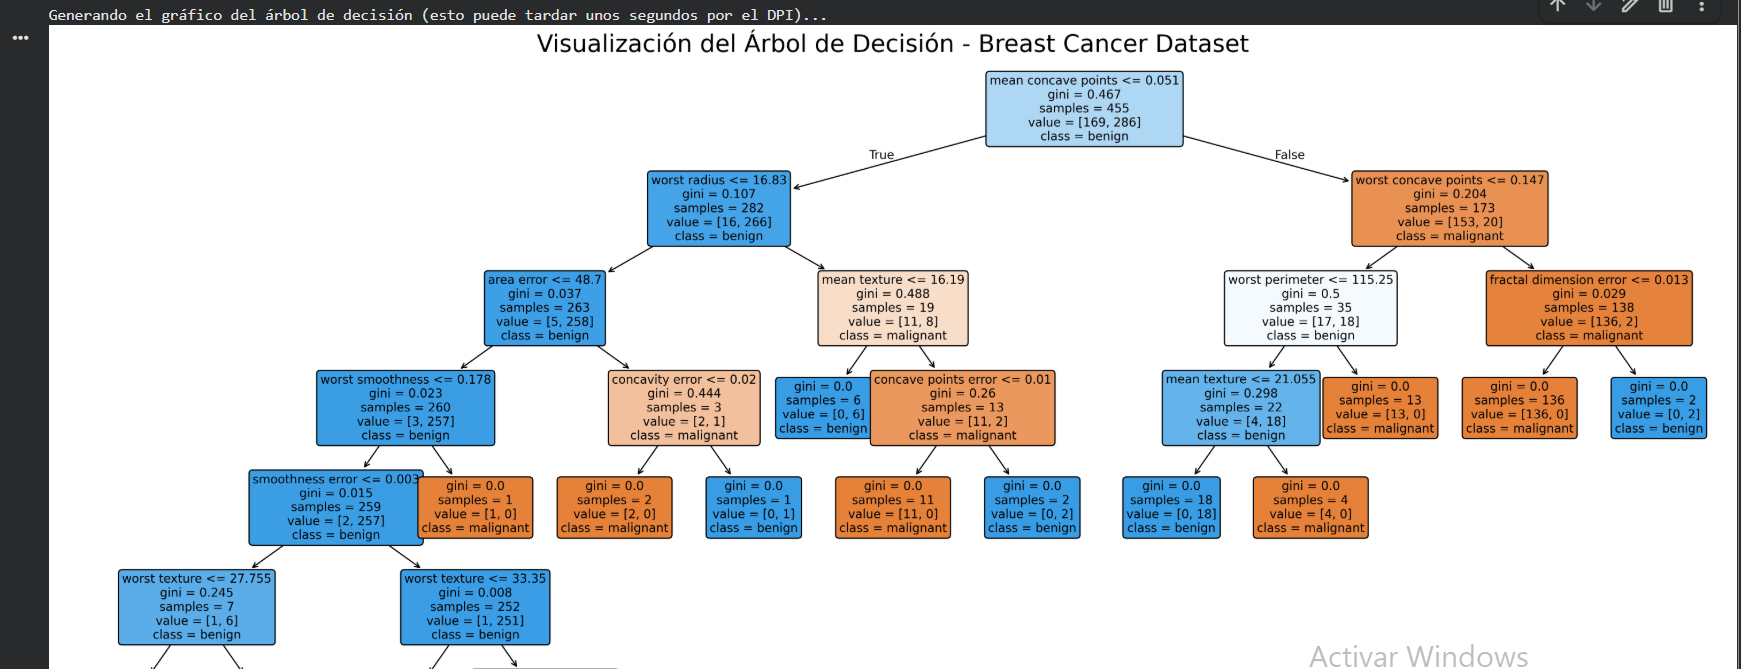 Generando el gráfico del árbol de decisión (esto puede tardar unos segundos por el DPI)...
Visualización del Árbol de Decisión - Breast Cancer Dataset
mean concave points <= 0.051
gini = 0.467
samples = 455
value = [169, 286]
class = benign
True
False
worst radius <= 16.83
gini = 0.107
samples = 282
value = [16, 266]
class = benign
worst concave points <= 0.147
gini = 0.204
samples = 173
value = [153, 20]
class = malignant
area error <= 48.7
gini = 0.037
samples = 263
value = [5, 258]
class = benign
mean texture <= 16.19
gini = 0.488
samples = 19
value = [11, 8]
class = malignant
worst perimeter <= 115.25
gini = 0.5
samples = 35
value = [17, 18]
class = benign
fractal dimension error <= 0.013
gini = 0.029
samples = 138
value = [136, 2]
class = malignant
worst smoothness <= 0.178
gini = 0.023
samples = 260
value = [3, 257]
class = benign
concavity error <= 0.02
gini = 0.444
samples = 3
value = [2, 1]
class = malignant
gini = 0.0
samples = 6
value = [0, 6]
class = benign
concave points error <= 0.01
gini = 0.26
samples = 13
value = [11, 2]
class = malignant
mean texture <= 21.055
gini = 0.298
samples = 22
value = [4, 18]
class = benign
gini = 0.0
samples = 13
value = [13, 0]
class = malignant
gini = 0.0
samples = 136
value = [136, 0]
class = malignant
gini = 0.0
samples = 2
value = [0, 2]
class = benign
smoothness error <= 0.003
gini = 0.015
samples = 259
value = [2, 257]
class = benign
gini = 0.0
samples = 1
value = [1, 0]
class = malignant
gini = 0.0
samples = 2
value = [2, 0]
class = malignant
gini = 0.0
samples = 1
value = [0, 1]
class = benign
gini = 0.0
samples = 11
value = [11, 0]
class = malignant
gini = 0.0
samples = 2
value = [0, 2]
class = benign
gini = 0.0
samples = 18
value = [0, 18]
class = benign
gini = 0.0
samples = 4
value = [4, 0]
class = malignant
worst texture <= 27.755
gini = 0.245
samples = 7
value = [1, 6]
class = benign
worst texture <= 33.35
gini = 0.008
samples = 252
value = [1, 251]
class = benign
Activar Windows